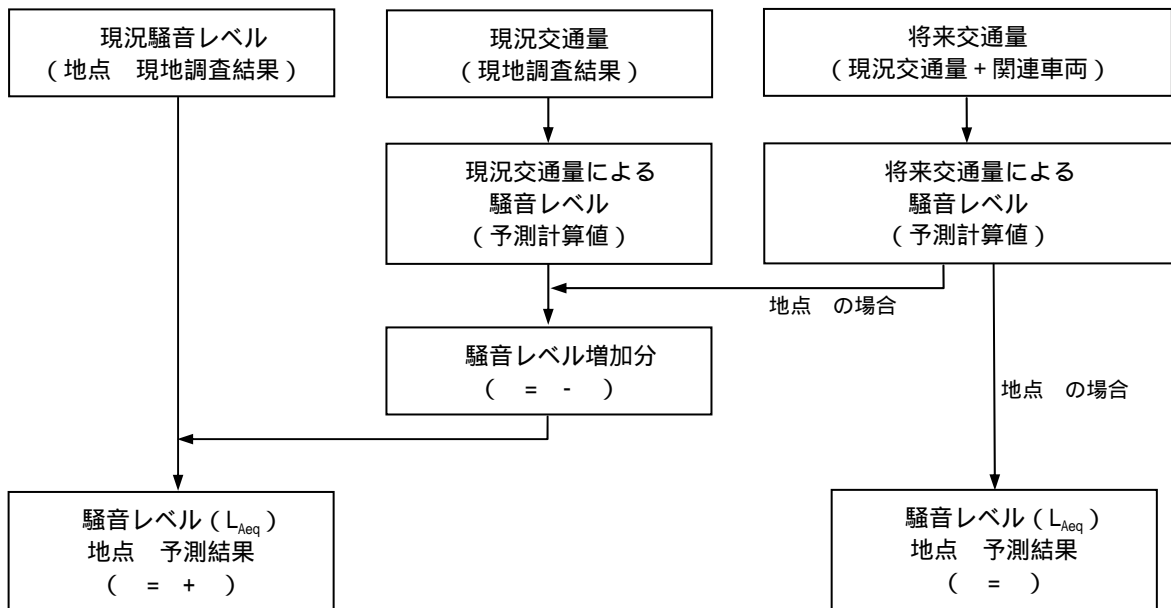 現況騒音レベル
(地点　現地調査結果)
現況交通量
(現地調査結果)
将来交通量
(現況交通量+関連車両)
現況交通量による
騒音レベル
(予測計算値)
将来交通量による
騒音レベル
(予測計算値)
地点　の場合
騒音レベル増加分
(　=　-　)
地点　の場合
騒音レベル(LAeq)
地点　予測結果
(　=　+　)
騒音レベル(LAeq)
地点　予測結果
(　=　)